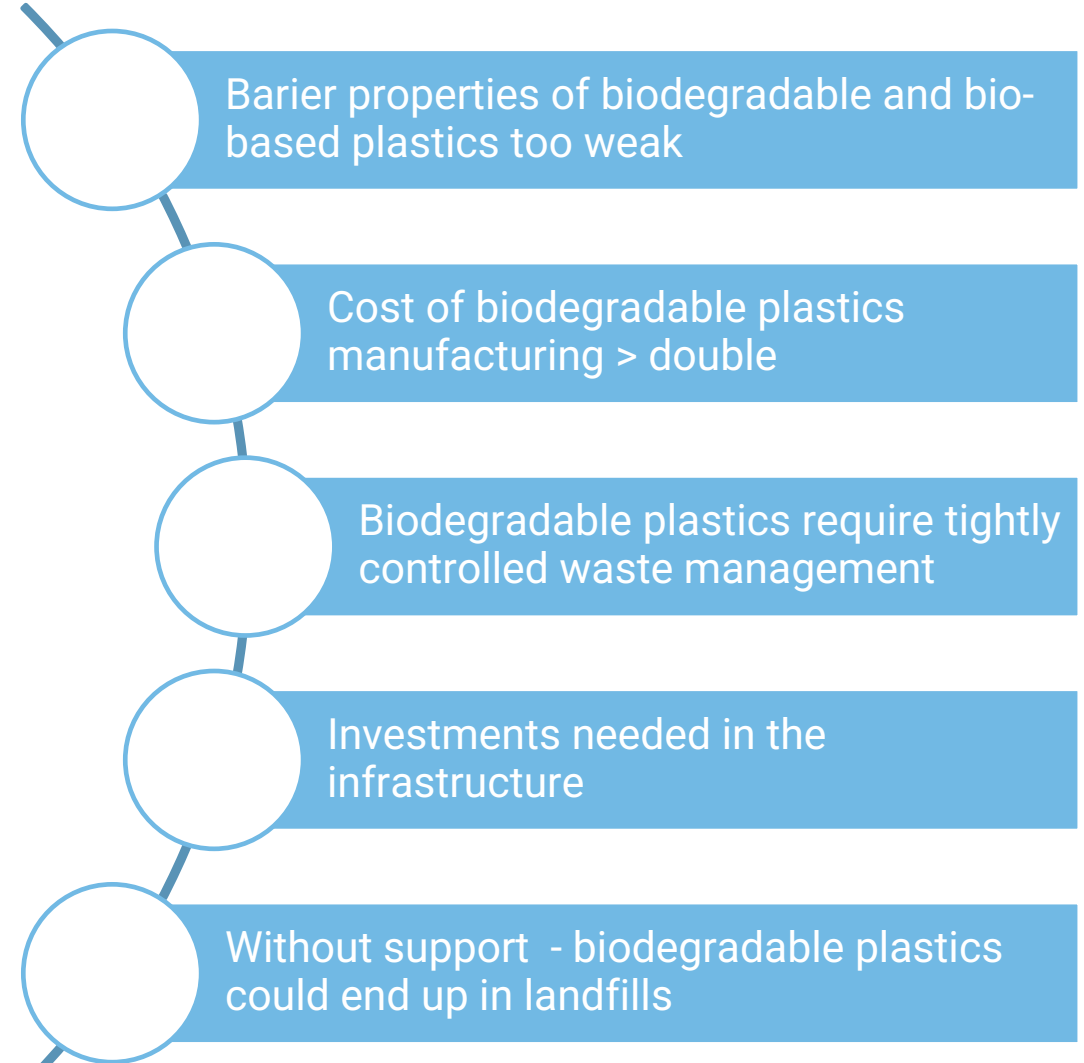 Barier properties of biodegradable and bio-
based plastics too weak
Cost of biodegradable plastics
manufacturing > double
Biodegradable plastics require tightly
controlled waste management
Investments needed in the
infrastructure
Without support  - biodegradable plastics
could end up in landfills